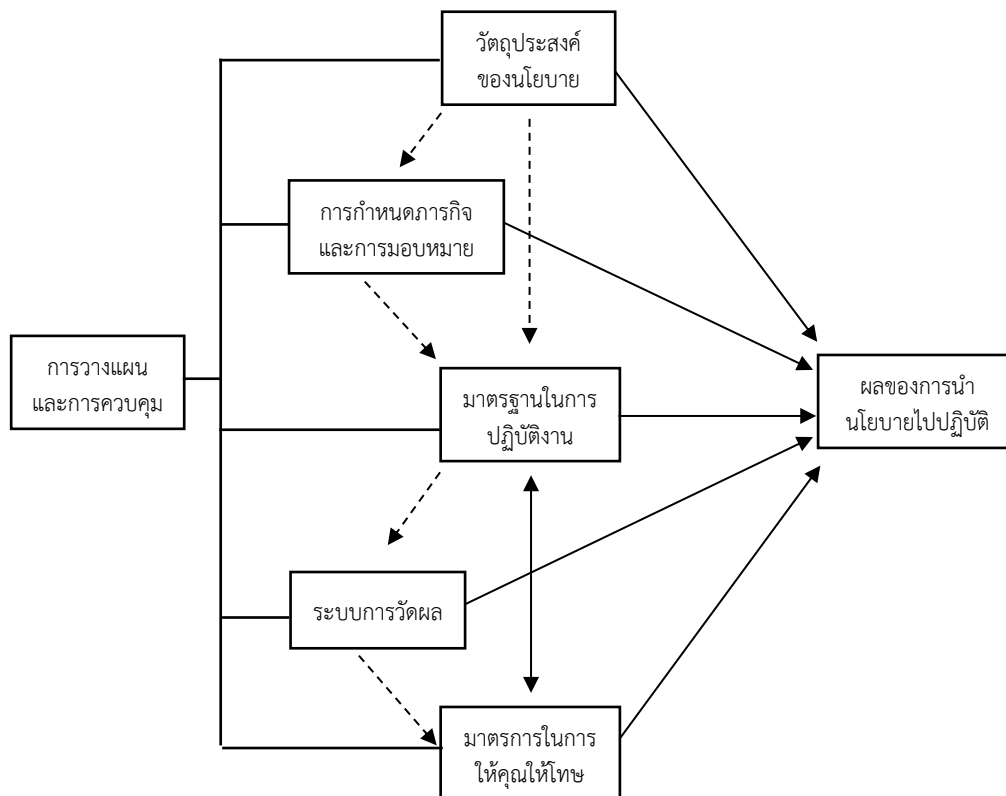 วัตถุประสงค์
ของนโยบาย
การกำหนดภารกิจ
และการมอบหมาย
การวางแผน
และการควบคุม
มาตรฐานในการ
ปฏิบัติงาน
ผลของการนำ
นโยบายไปปฏิบัติ
ระบบการวัดผล
มาตรการในการ
ให้คุณให้โทษ